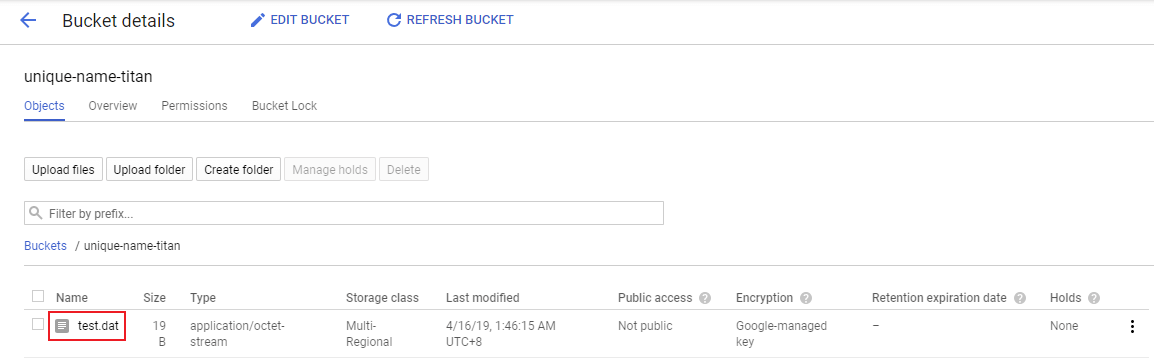 Bucket details EDIT BUCKET REFRESH BUCKET
unique-name-titan
Objects Overview Permissions Bucket Lock
Upload files Upload folder Create folder Manage holds Delete
Filter by prefix...
Buckets / unique-name-titan
Name Size Type Storage class Last modified Public access ? Encryption ? Retention expiration date ? Holds ?
test.dat 19 application/octet- Multi- 4/16/19, 1:46:15 AM Not public Google-managed – None
B stream Regional UTC+8 key